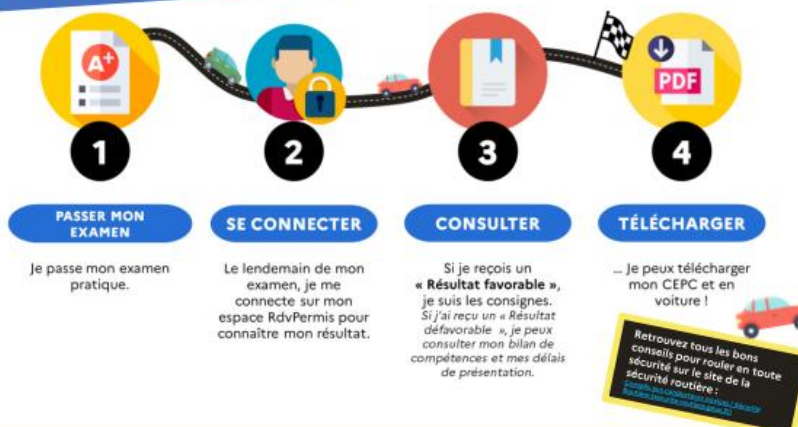 A+
PDF
1
2
3
4
PASSER MON
EXAMEN
SE CONNECTER
CONSULTER
TÉLÉCHARGER
Je passe mon examen
pratique.
Le lendemain de mon
examen, je me
connecte sur mon
espace RdvPermis pour
connaître mon résultat.
Si je reçois un
« Résultat favorable »,
je suis les consignes.
Si j'ai reçu un « Résultat
défavorable », je peux
consulter mon bilan de
compétences et mes délais
de présentation.
... Je peux télécharger
mon CEPC et en
voiture !
Retrouvez tous les bons
conseils pour rouler en toute
sécurité sur le site de la
sécurité routière :